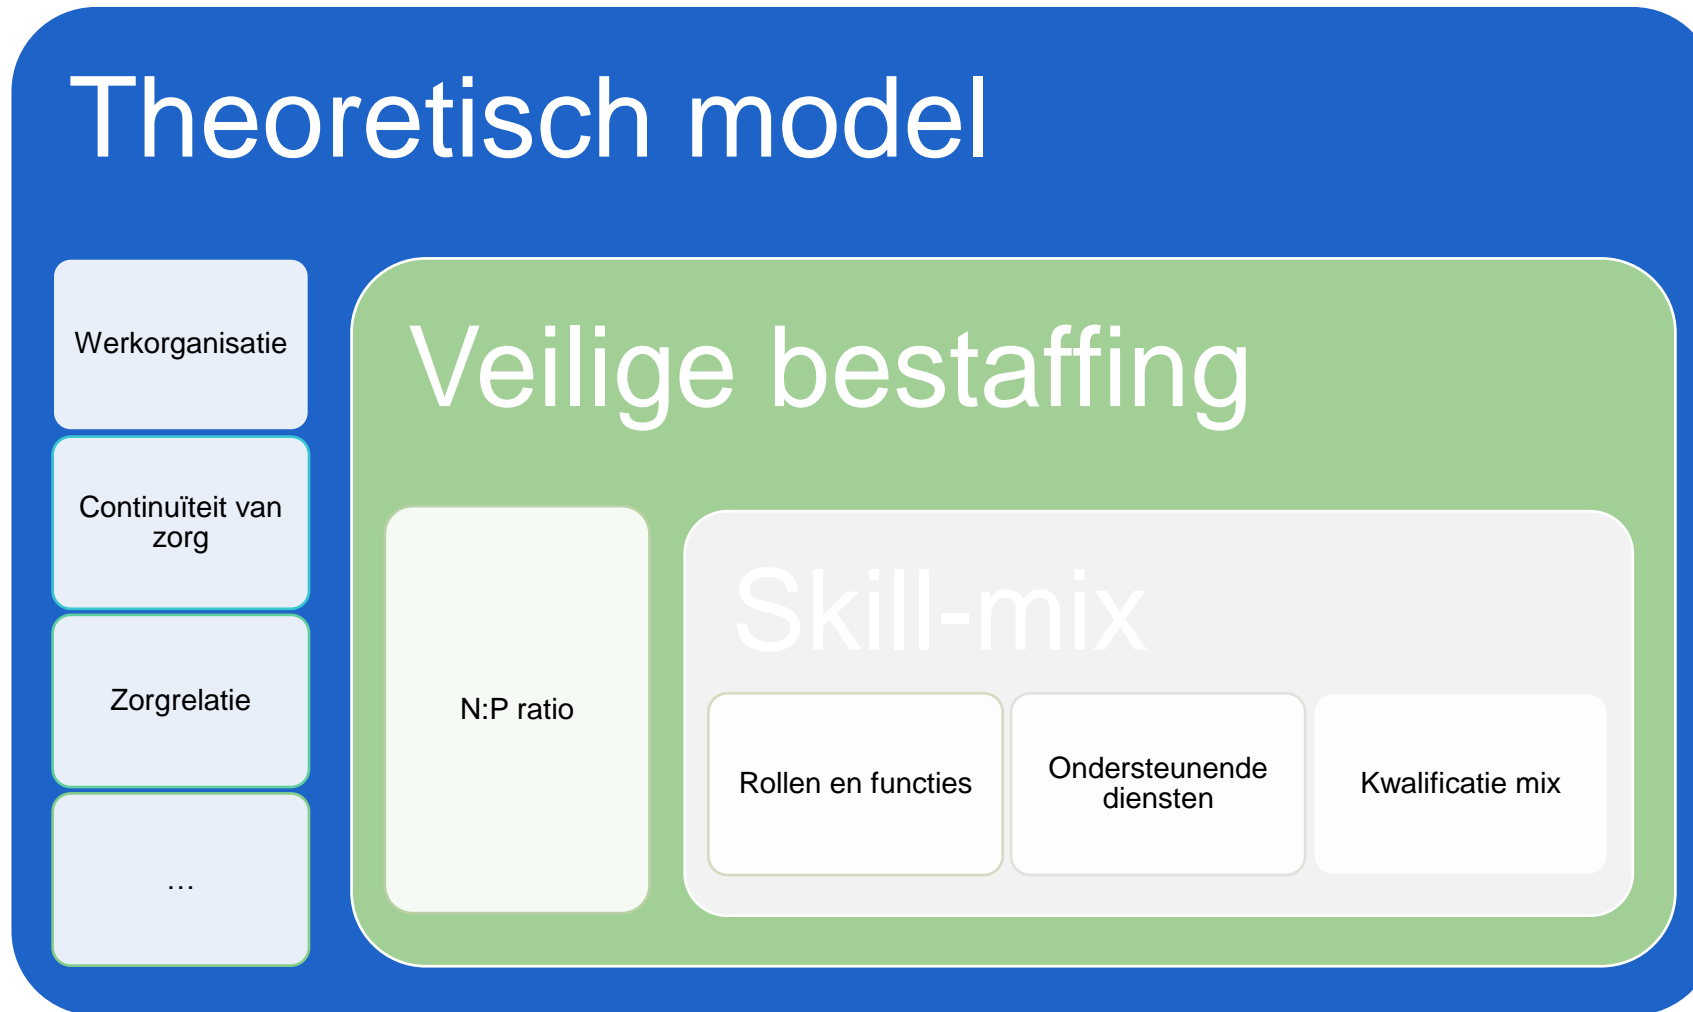 Theoretisch model
Werkorganisatie
Continuïteit van
zorg
Zorgrelatie
…
Veilige bestaffing
N:P ratio
Skill-mix
Rollen en functies
Ondersteunende
diensten
Kwalificatie mix